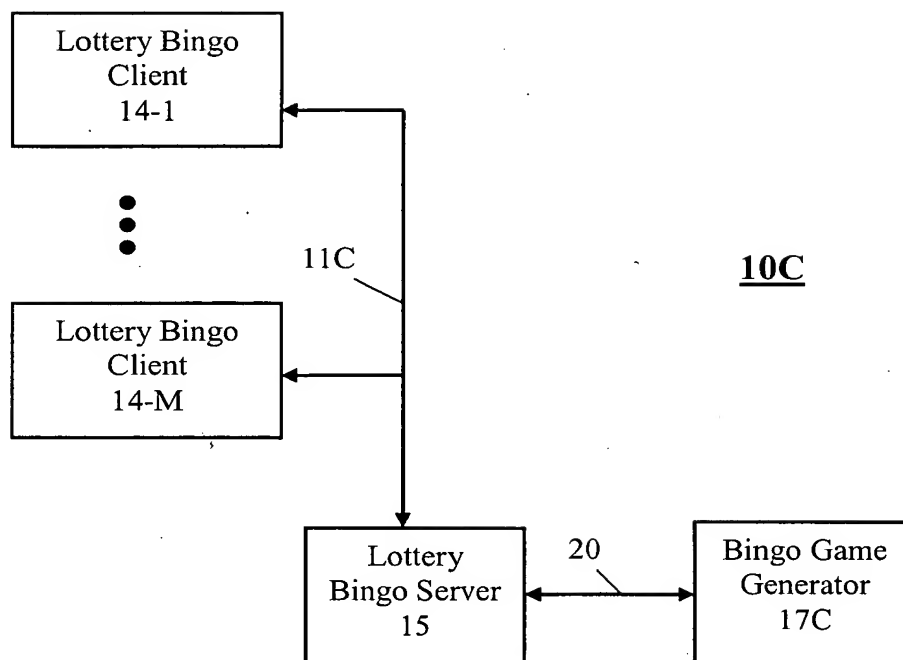 Lottery Bingo
Client
14-1
11C
10C
Lottery Bingo
Client
14-M
Lottery
Bingo Server
15
20
Bingo Game
Generator
17C